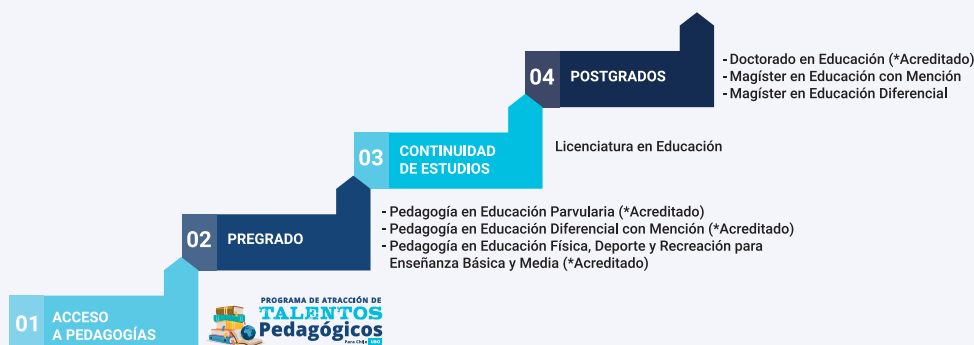 04 POSTGRADOS
- Doctorado en Educación (*Acreditado)
- Magíster en Educación con Mención
- Magíster en Educación Diferencial
03 CONTINUIDAD
DE ESTUDIOS
Licenciatura en Educación
02 PREGRADO
- Pedagogía en Educación Parvularia (*Acreditado)
- Pedagogía en Educación Diferencial con Mención (*Acreditado)
- Pedagogía en Educación Física, Deporte y Recreación para
Enseñanza Básica y Media (*Acreditado)
01 ACCESO
A PEDAGOGÍAS
PROGRAMA DE ATRACCIÓN DE
TALENTOS
Pedagógicos
Para Chile